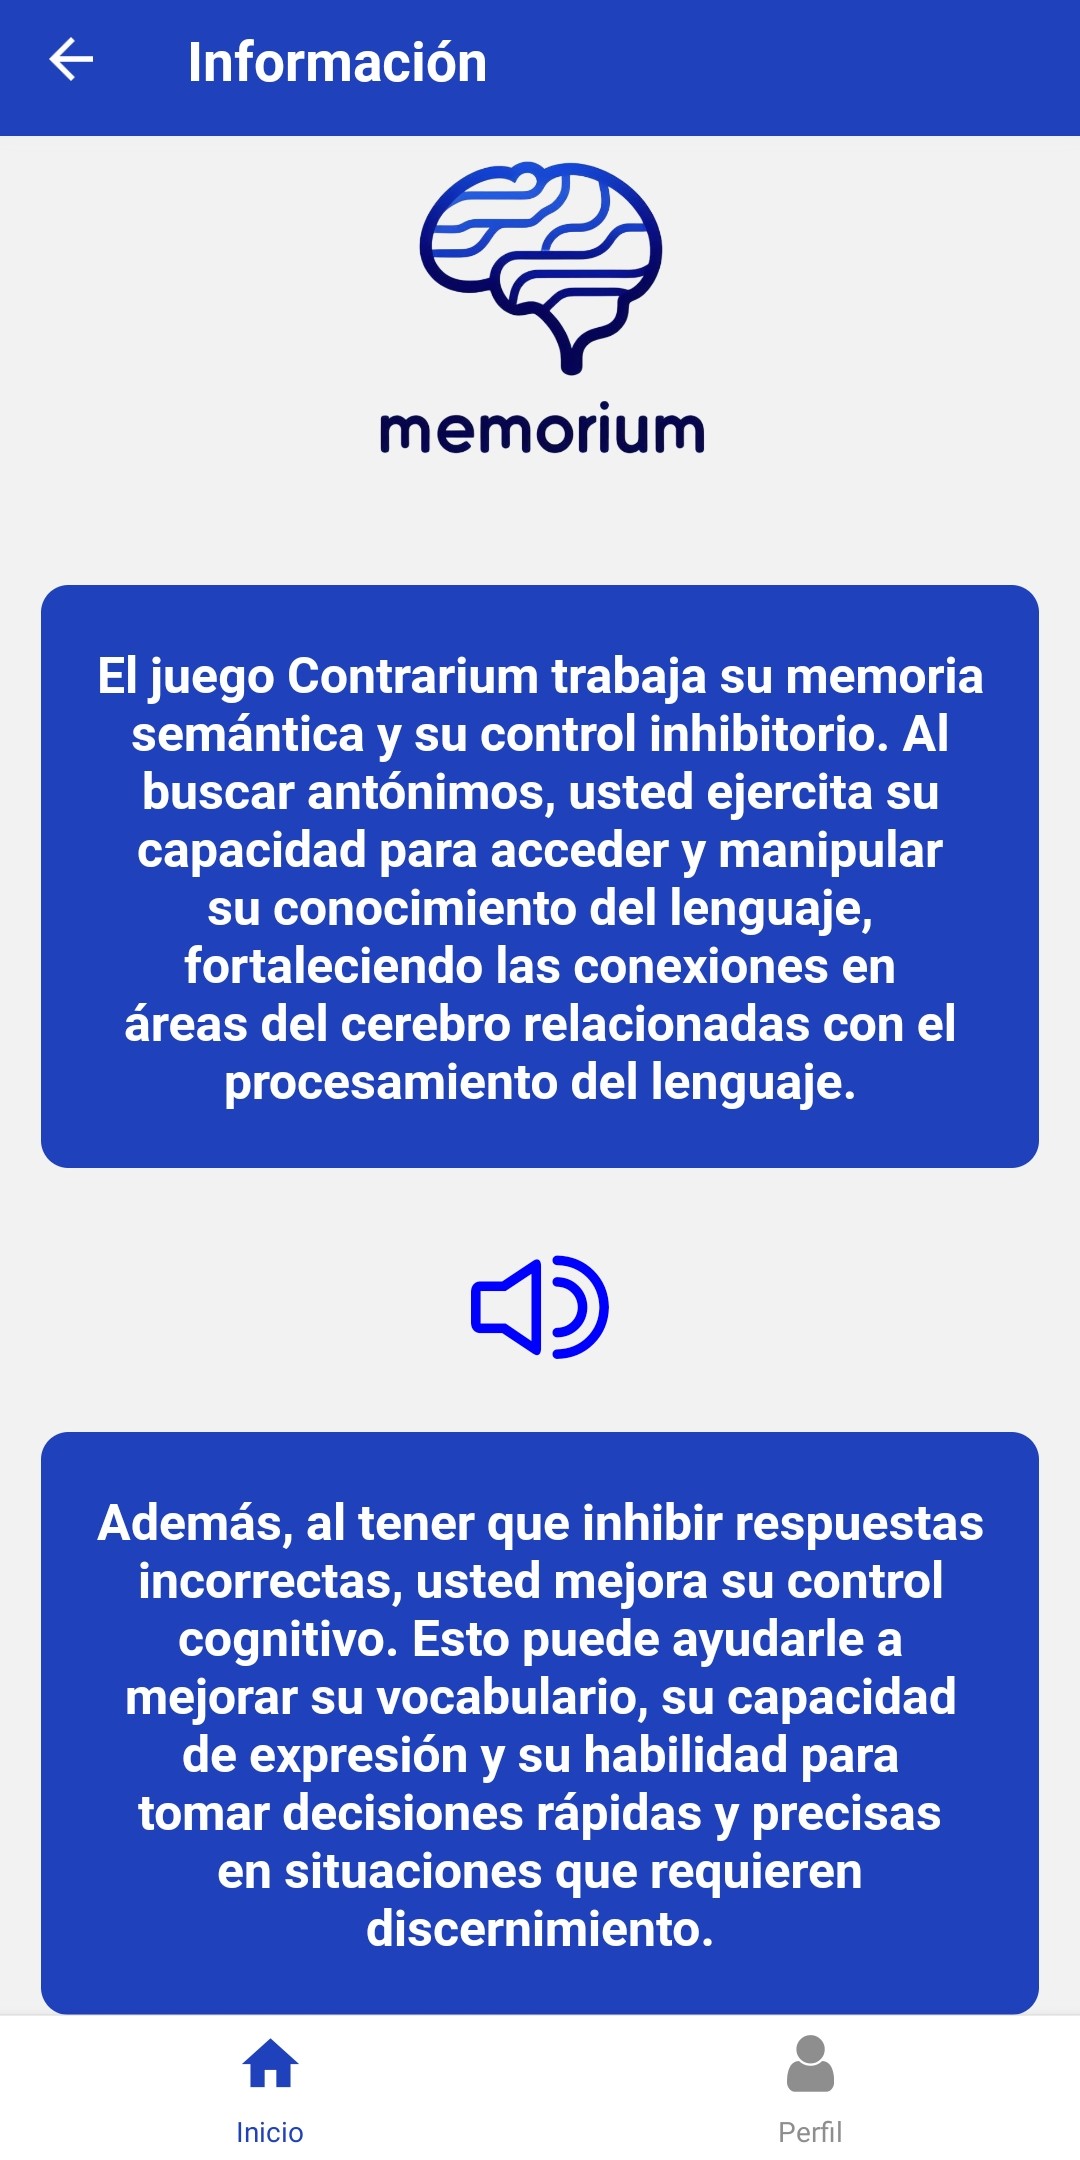 Información
memorium
El juego Contrarium trabaja su memoria
semántica y su control inhibitorio. Al
buscar antónimos, usted ejercita su
capacidad para acceder y manipular
su conocimiento del lenguaje,
fortaleciendo las conexiones en
áreas del cerebro relacionadas con el
procesamiento del lenguaje.
Además, al tener que inhibir respuestas
incorrectas, usted mejora su control
cognitivo. Esto puede ayudarle a
mejorar su vocabulario, su capacidad
de expresión y su habilidad para
tomar decisiones rápidas y precisas
en situaciones que requieren
discernimiento.
Inicio
Perfil